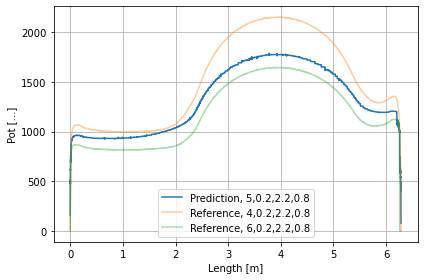 2000
1500
1000
500
0
Pot [...]
Prediction, 5,0.2,2.2,0.8
Reference, 4,0.2,2.2,0.8
Reference, 6,0.2,2.2,0.8
0 1 2 3 4 5 6
Length [m]